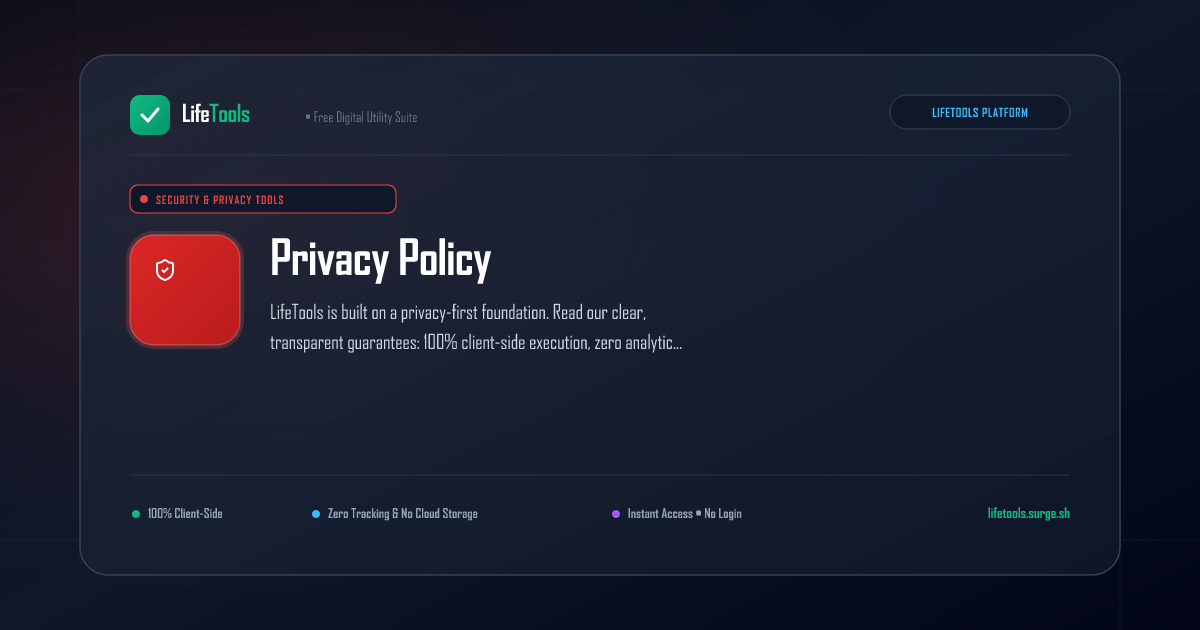 LifeTools
▪ Free Digital Utility Suite
LIFETOOLS PLATFORM
SECURITY & PRIVACY TOOLS
Privacy Policy
LifeTools is built on a privacy-first foundation. Read our clear,
transparent guarantees: 100% client-side execution, zero analytic...
100% Client-Side
Zero Tracking & No Cloud Storage
Instant Access ▪ No Login
lifetools.surge.sh